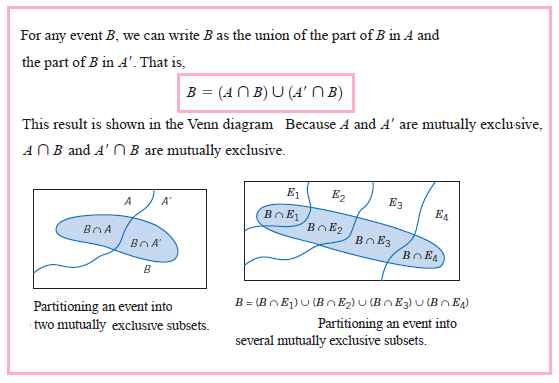 For any event B, we can write B as the union of the part of B in A and
the part of B in A′. That is,
B = (A ∩ B) ∪ (A′ ∩ B)
This result is shown in the Venn diagram Because A and A′ are mutually exclu-sive,
A ∩ B and A′ ∩ B are mutually exclusive.
A A′
B∩A
B∩A′
B
E1 E2 E3 E4
B∩E1
B∩E2
B∩E3
B∩E4
Partitioning an event into
two mutually exclusive subsets.
B = (B∩E1) ∪ (B∩E2) ∪ (B∩E3) ∪ (B∩E4)
Partitioning an event into
several mutually exclusive subsets.